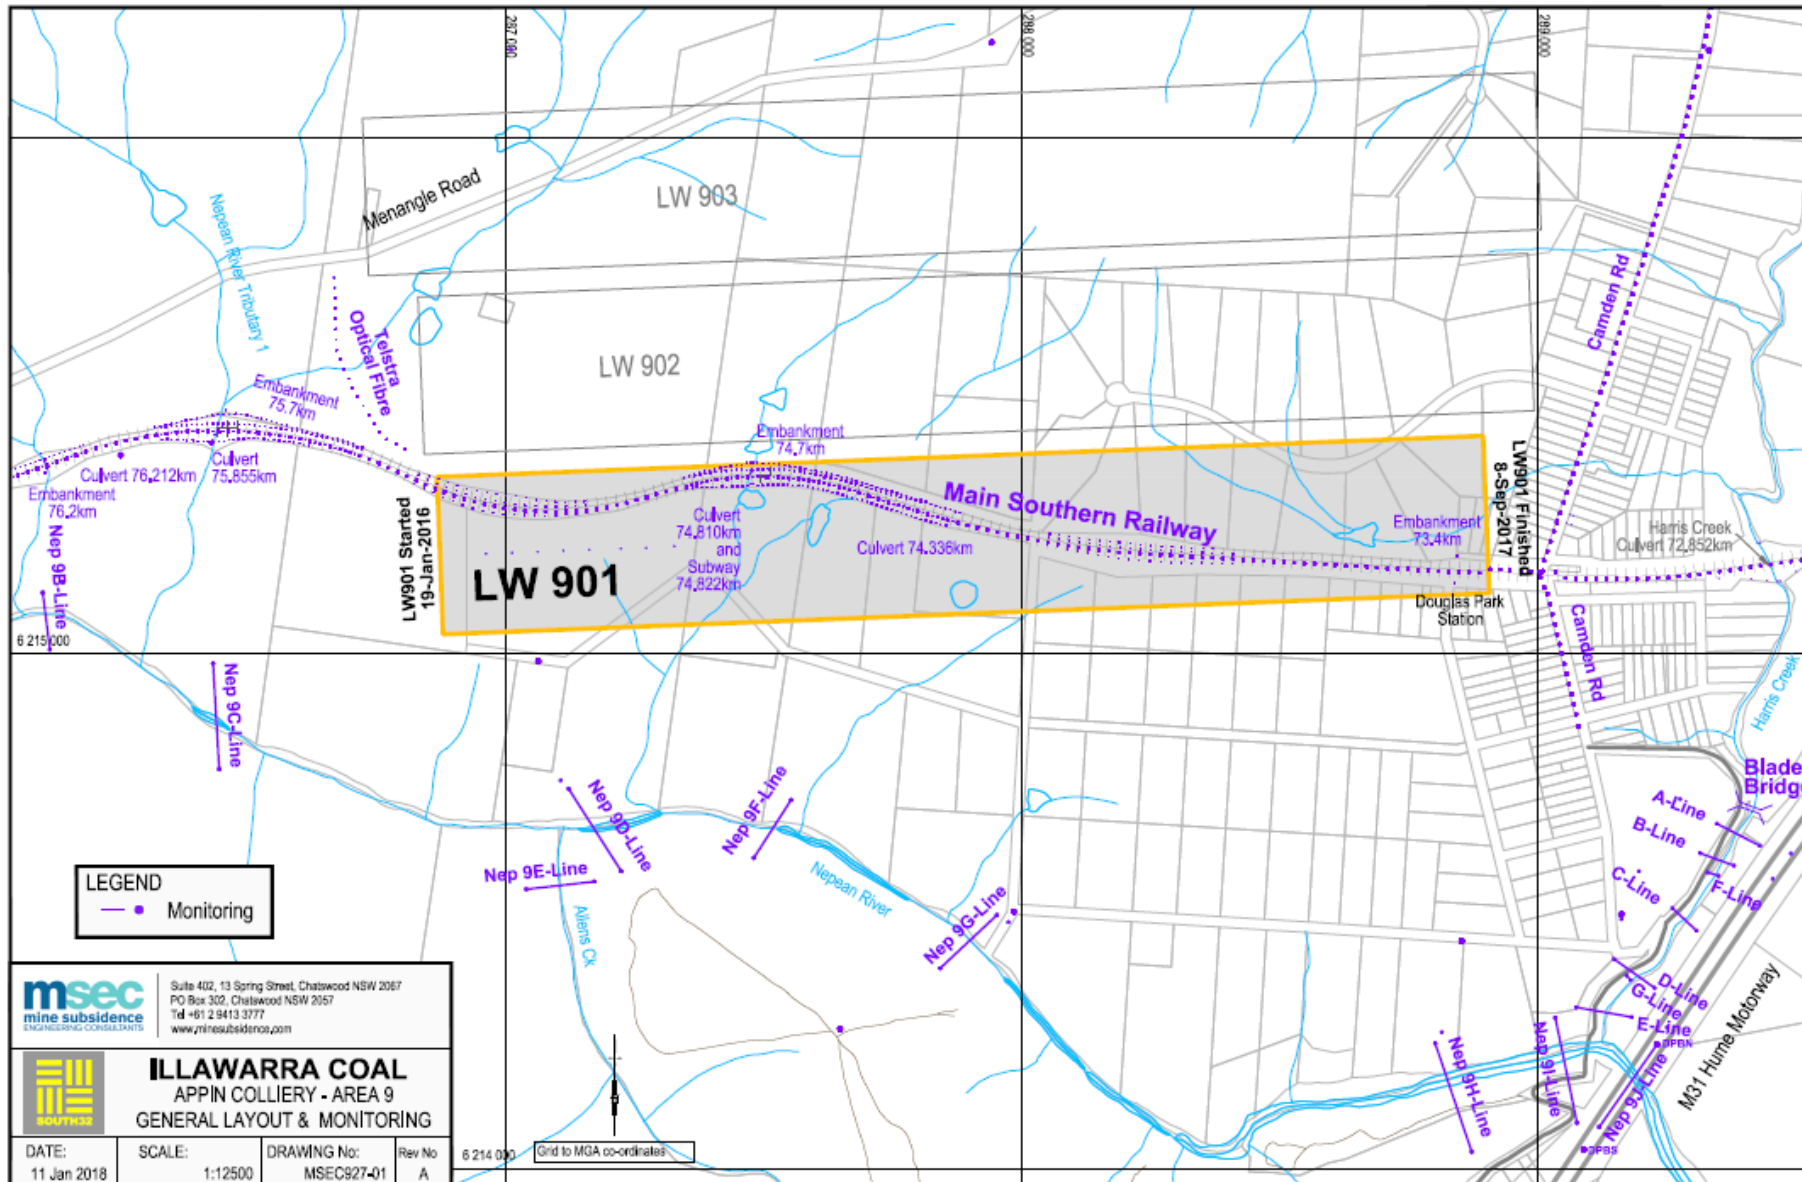 287 000
288 000
289 000
Menangle Road
LW 903
Nepean River Tributary 1
Camden Rd
Telstra
Optical Fibre
LW 902
Embankment
75.7km
Embankment
74.7km
Culvert 76.212km
Culvert
75.855km
Embankment
76.2km
LW901 Started
19-Jan-2016
Main Southern Railway
Culvert
74.810km
and
Subway
74.822km
Culvert 74.336km
Embankment
73.4km
LW901 Finished
8-Sep-2017
Harris Creek
Culvert 72.852km
LW 901
Douglas Park
Station
Nep 9B-Line
6 215 000
Camden Rd
Nep 9C-Line
Harris Creek
Blade
Bridge
Nep 9D-Line
Nep 9F-Line
A-Line
B-Line
Nep 9E-Line
Nepean River
C-Line
F-Line
LEGEND
Monitoring
Allens Ck
Nep 9G-Line
D-Line
G-Line
E-Line
DPBN
M31 Hume Motorway
Nep 9H-Line
Nep 9I-Line
Nep 9J-Line
DPBS
msec
mine subsidence
ENGINEERING CONSULTANTS
Suite 402, 13 Spring Street, Chatswood NSW 2067
PO Box 302, Chatswood NSW 2057
Tel +61 2 9413 3777
www.minesubsidence.com
SOUTH32
ILLAWARRA COAL
APPIN COLLIERY - AREA 9
GENERAL LAYOUT & MONITORING
6 214 000
Grid to MGA co-ordinates
DATE:
11 Jan 2018
SCALE:
1:12500
DRAWING No:
MSEC927-01
Rev No
A